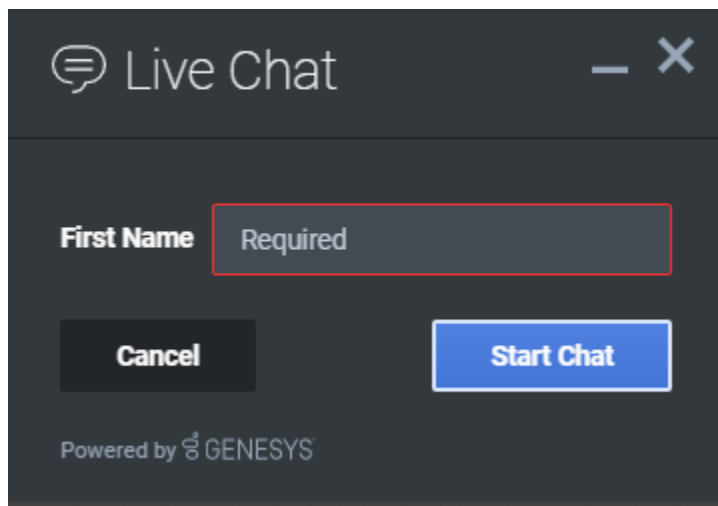 Live Chat
First Name Required
Cancel Start Chat
Powered by GENESYS